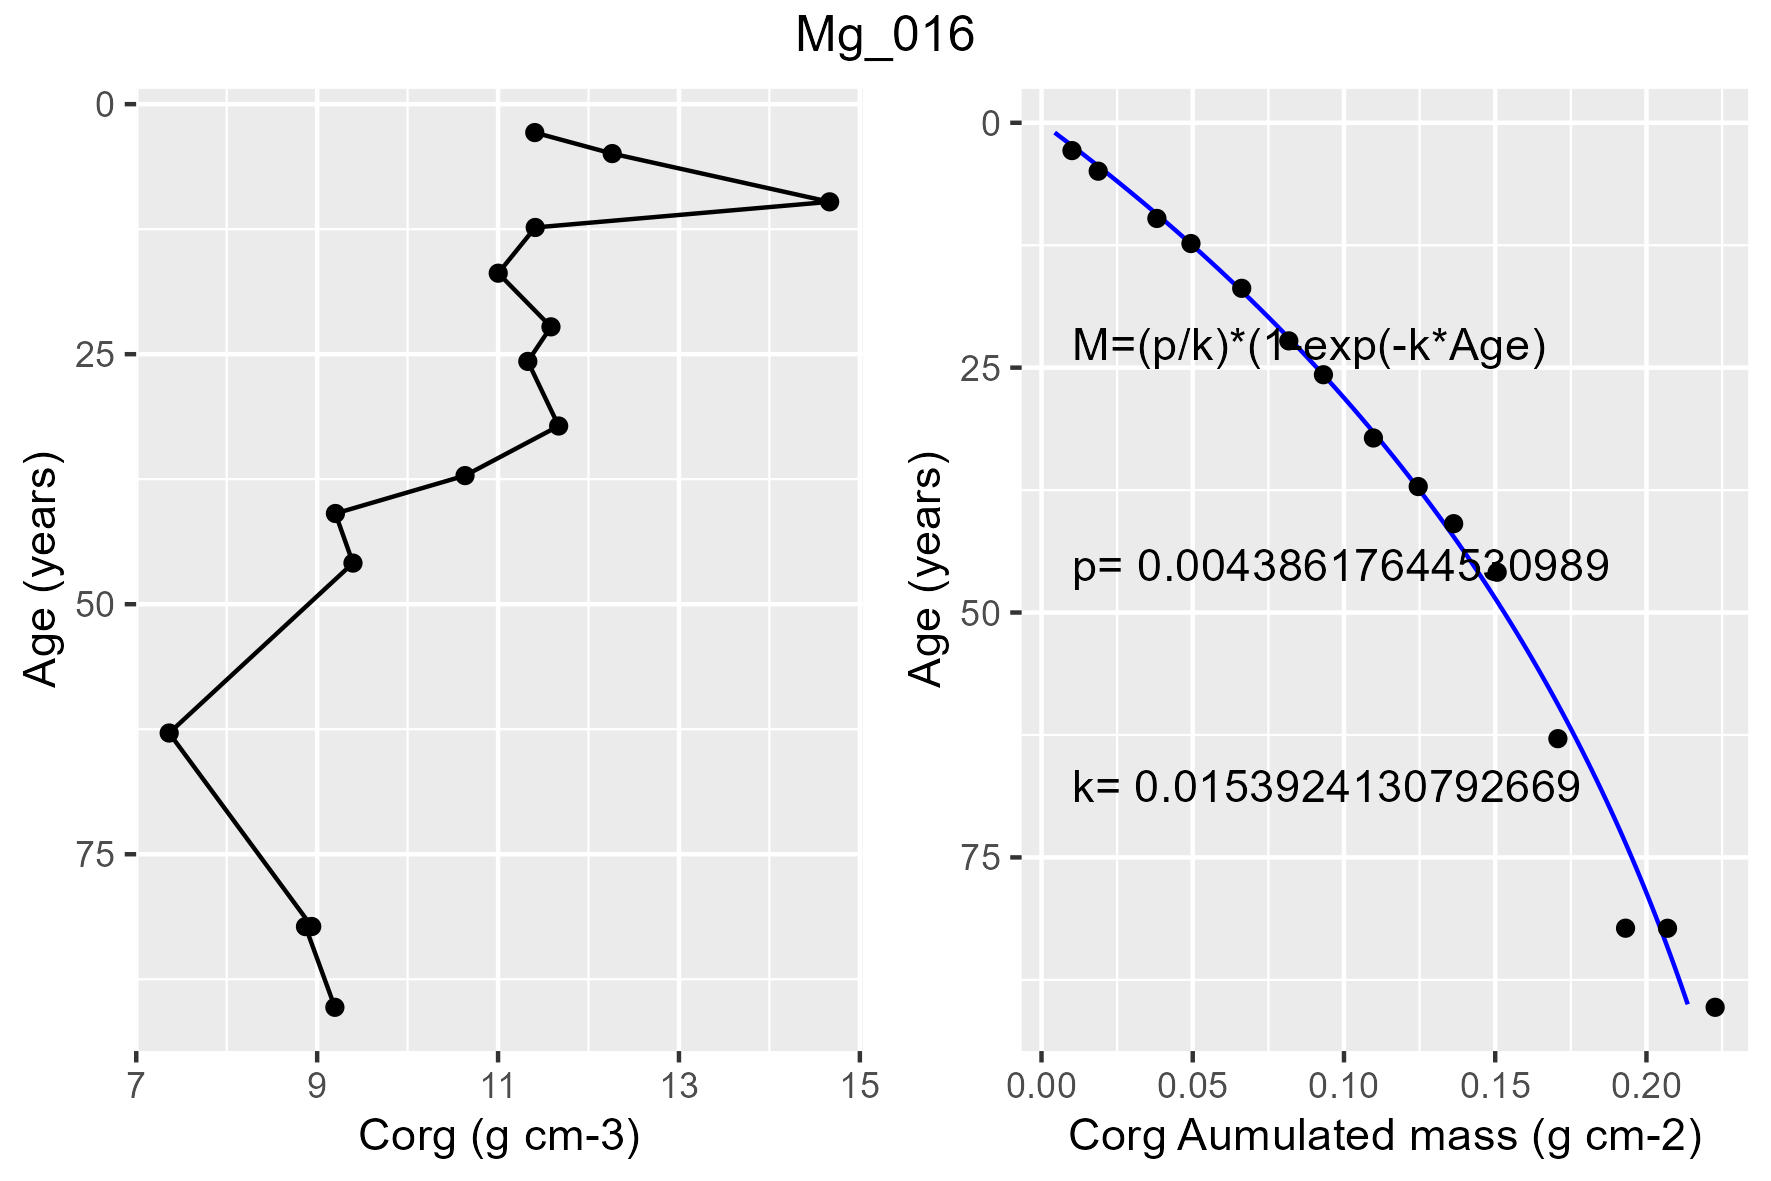 Mg_016
0
25
50
75
7
9
11
13
15
Age (years)
Corg (g cm-3)
0
25
50
75
0.00
0.05
0.10
0.15
0.20
Age (years)
Corg Aumulated mass (g cm-2)
M=(p/k)*(1-exp(-k*Age)
p= 0.00438617644530989
k= 0.0153924130792669